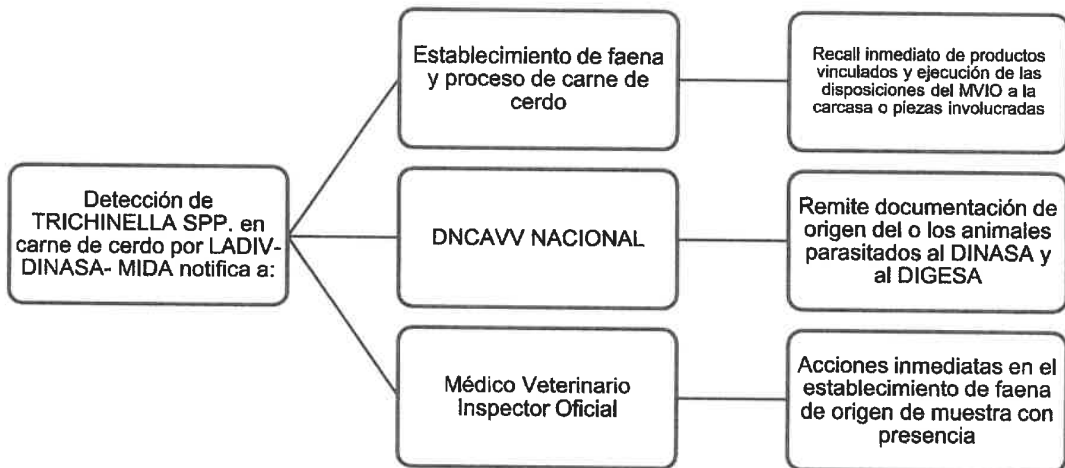 Detección de
TRICHINELLA SPP. en
carne de cerdo por LADIV-
DINASA- MIDA notifica a:
Establecimiento de faena
y proceso de carne de
cerdo
Recall inmediato de productos
vinculados y ejecución de las
disposiciones del MVIO a la
carcasa o piezas involucradas
DNCAVV NACIONAL
Remite documentación de
origen del o los animales
parasitados al DINASA y
al DIGESA
Médico Veterinario
Inspector Oficial
Acciones inmediatas en el
establecimiento de faena
de origen de muestra con
presencia